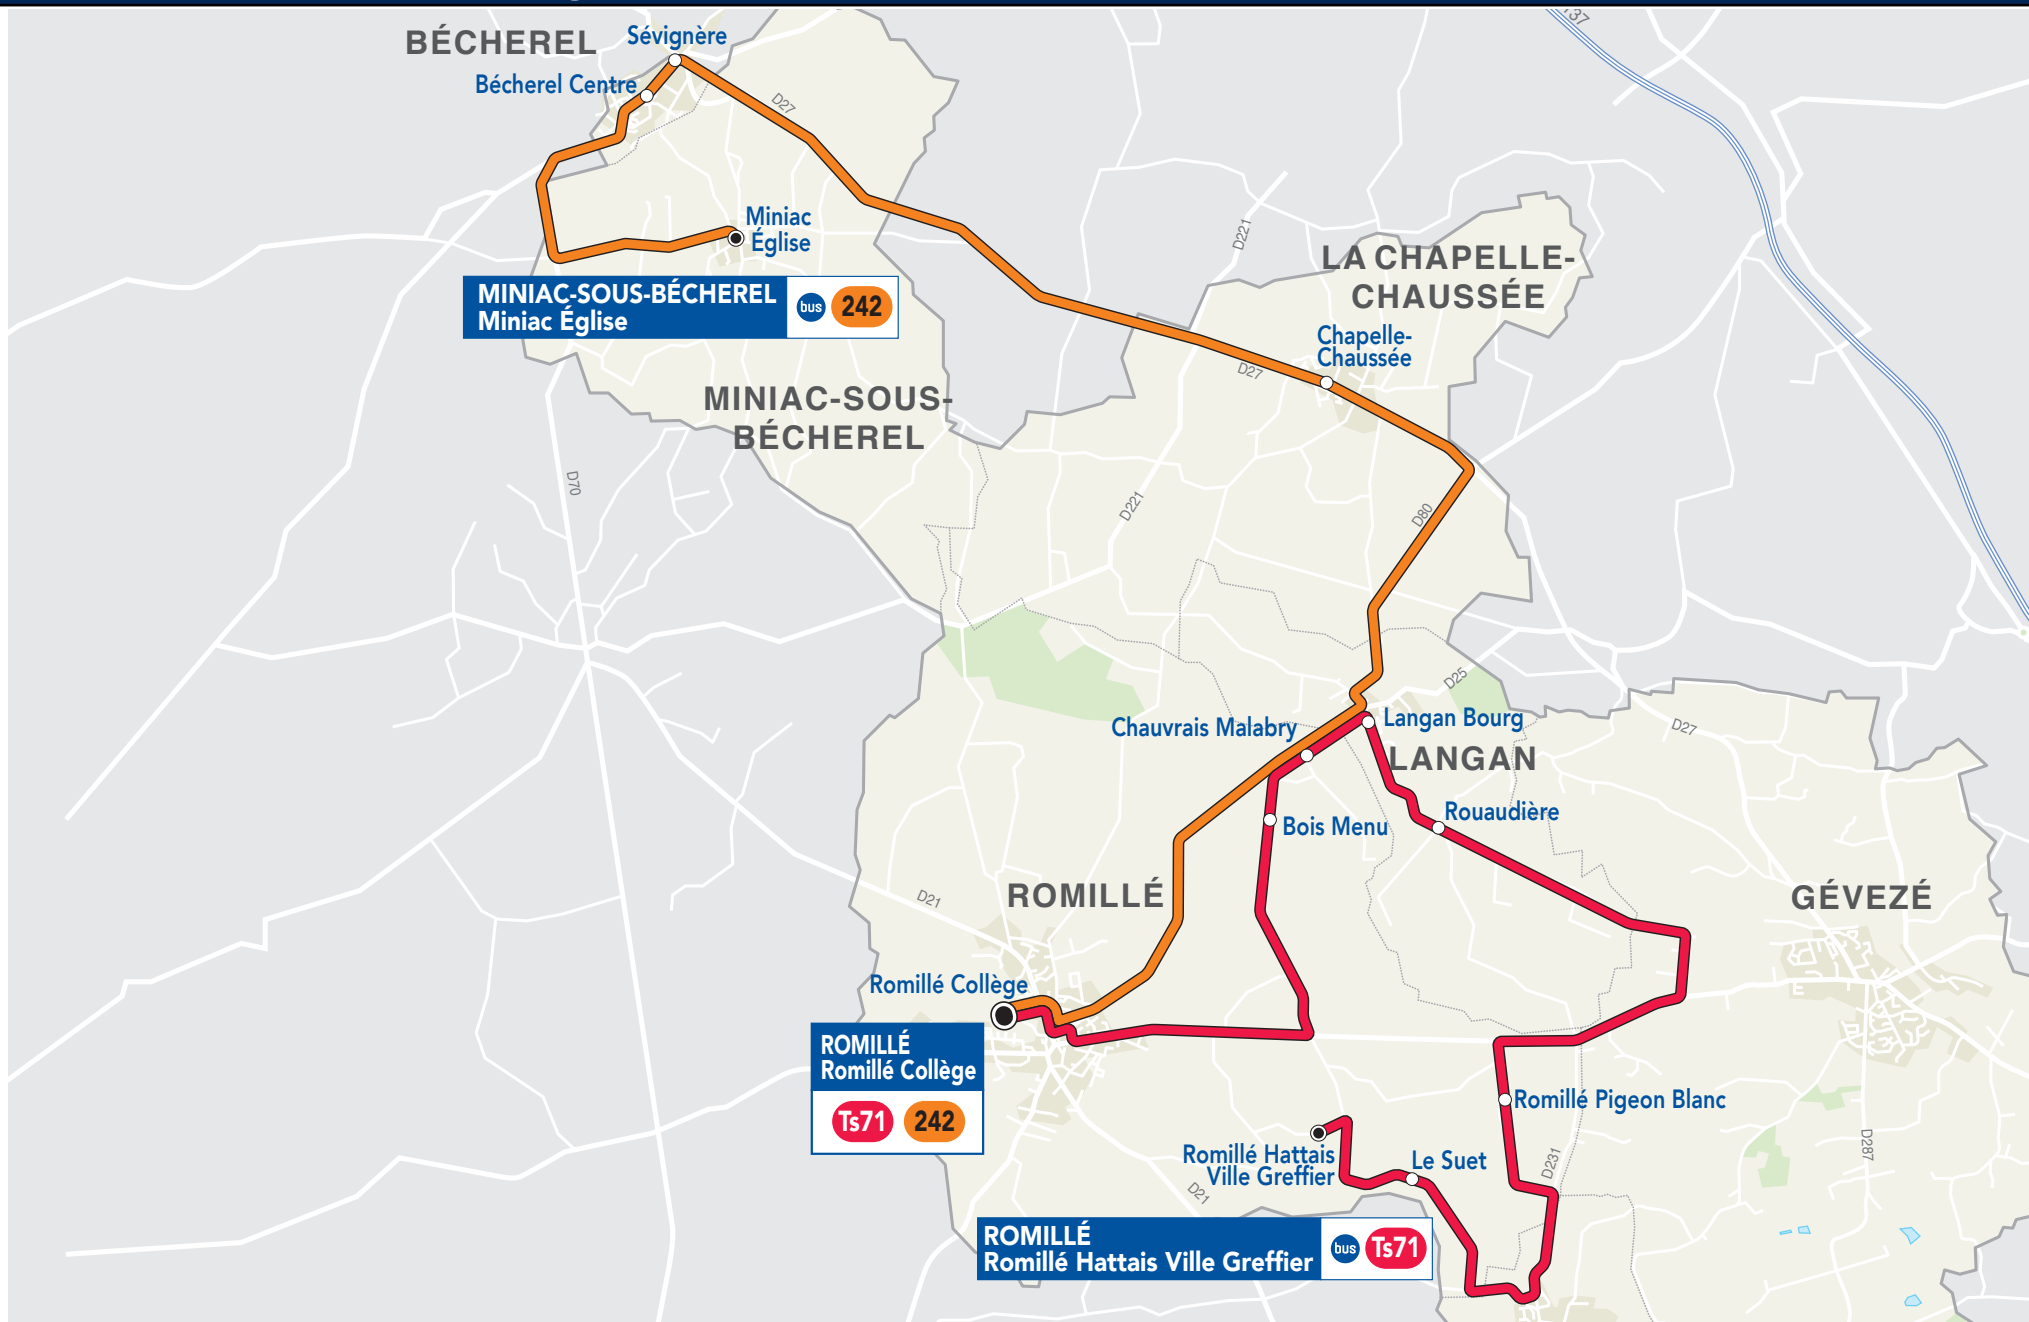 BÉCHEREL
Sévignère
Bécherel Centre
D27
137
Miniac
Église
MINIAC-SOUS-BÉCHEREL
Miniac Église
bus
242
D221
LA CHAPELLE-
CHAUSSÉE
Chapelle-
Chaussée
D27
MINIAC-SOUS-
BÉCHEREL
D70
D221
D80
D25
Chauvrais Malabry
Langan Bourg
LANGAN
D27
Rouaudière
Bois Menu
D21
ROMILLÉ
GÉVEZÉ
Romillé Collège
ROMILLÉ
Romillé Collège
Ts71
242
Romillé Pigeon Blanc
Romillé Hattais
Ville Greffier
Le Suet
D231
D287
D21
ROMILLÉ
Romillé Hattais Ville Greffier
bus
Ts71